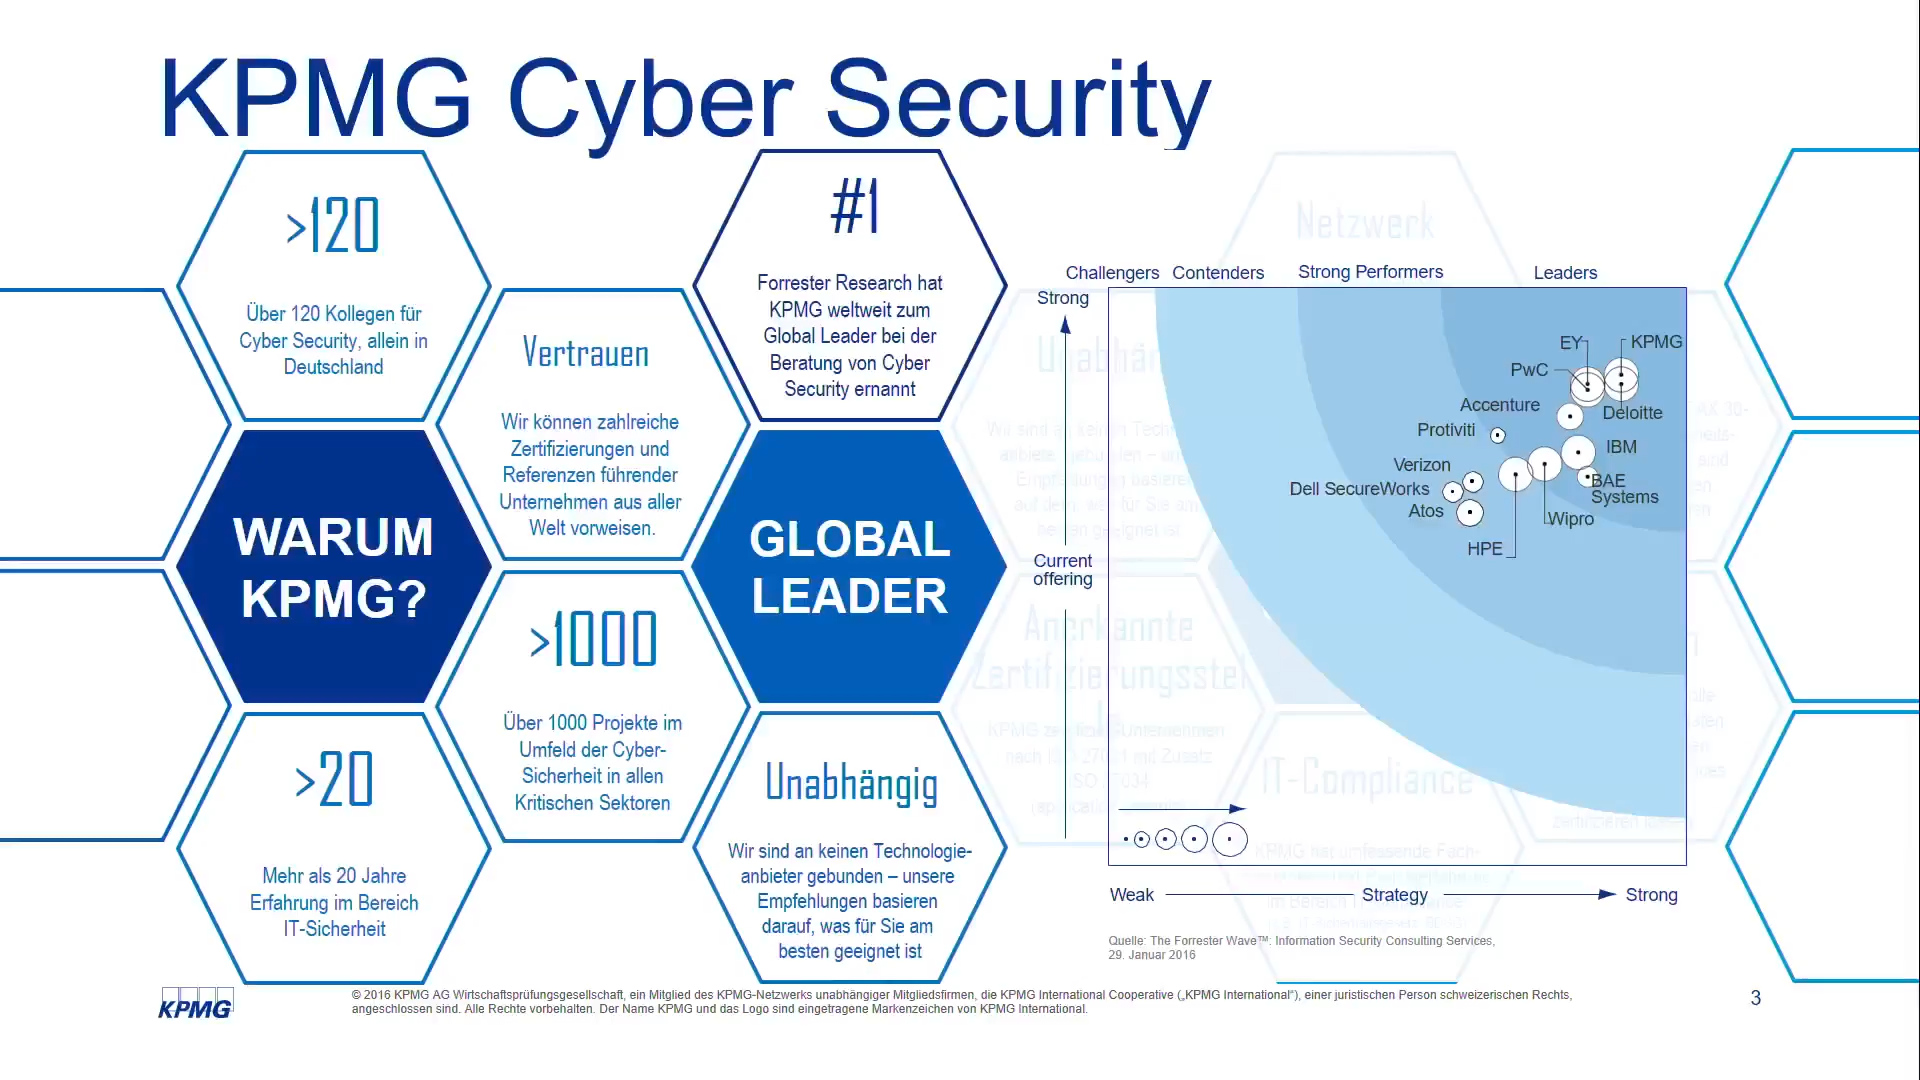 KPMG Cyber Security
>120
Über 120 Kollegen für
Cyber Security, allein in
Deutschland
WARUM
KPMG?
>20
Mehr als 20 Jahre
Erfahrung im Bereich
IT-Sicherheit
Vertrauen
Wir können zahlreiche
Zertifizierungen und
Referenzen führender
Unternehmen aus aller
Welt vorweisen.
>1000
Über 1000 Projekte im
Umfeld der Cyber-
Sicherheit in allen
Kritischen Sektoren
#1
Forrester Research hat
KPMG weltweit zum
Global Leader bei der
Beratung von Cyber
Security ernannt
GLOBAL
LEADER
Unabhängig
Wir sind an keinen Technologie-
anbieter gebunden – unsere
Empfehlungen basieren
darauf, was für Sie am
besten geeignet ist
Netzwerk
IT-Compliance
Challengers Contenders Strong Performers Leaders
Strong
Current
offering
EY
KPMG
PwC
Accenture
Deloitte
Protiviti
IBM
Verizon
BAE
Systems
Dell SecureWorks
Atos
Wipro
HPE
Weak Strategy Strong
Quelle: The Forrester Wave™: Information Security Consulting Services,
29. Januar 2016
KPMG
© 2016 KPMG AG Wirtschaftsprüfungsgesellschaft, ein Mitglied des KPMG-Netzwerks unabhängiger Mitgliedsfirmen, die KPMG International Cooperative („KPMG International“), einer juristischen Person schweizerischen Rechts,
angeschlossen sind. Alle Rechte vorbehalten. Der Name KPMG und das Logo sind eingetragene Markenzeichen von KPMG International.
3